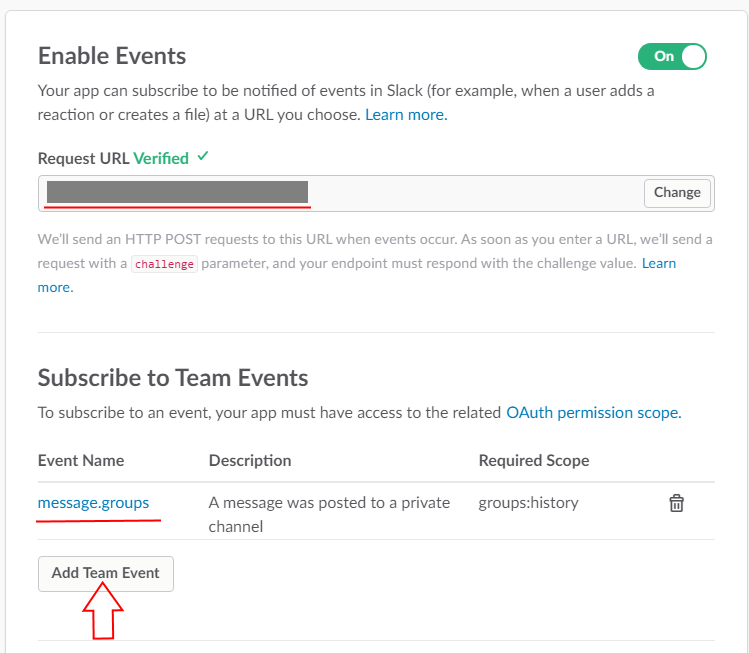 Enable Events
On
Your app can subscribe to be notified of events in Slack (for example, when a user adds a
reaction or creates a file) at a URL you choose. Learn more.
Request URL Verified ✓
Change
We'll send an HTTP POST requests to this URL when events occur. As soon as you enter a URL, we'll send a
request with a challenge parameter, and your endpoint must respond with the challenge value. Learn
more.
Subscribe to Team Events
To subscribe to an event, your app must have access to the related OAuth permission scope.
Event Name Description Required Scope
message.groups A message was posted to a private groups:history
channel
Add Team Event